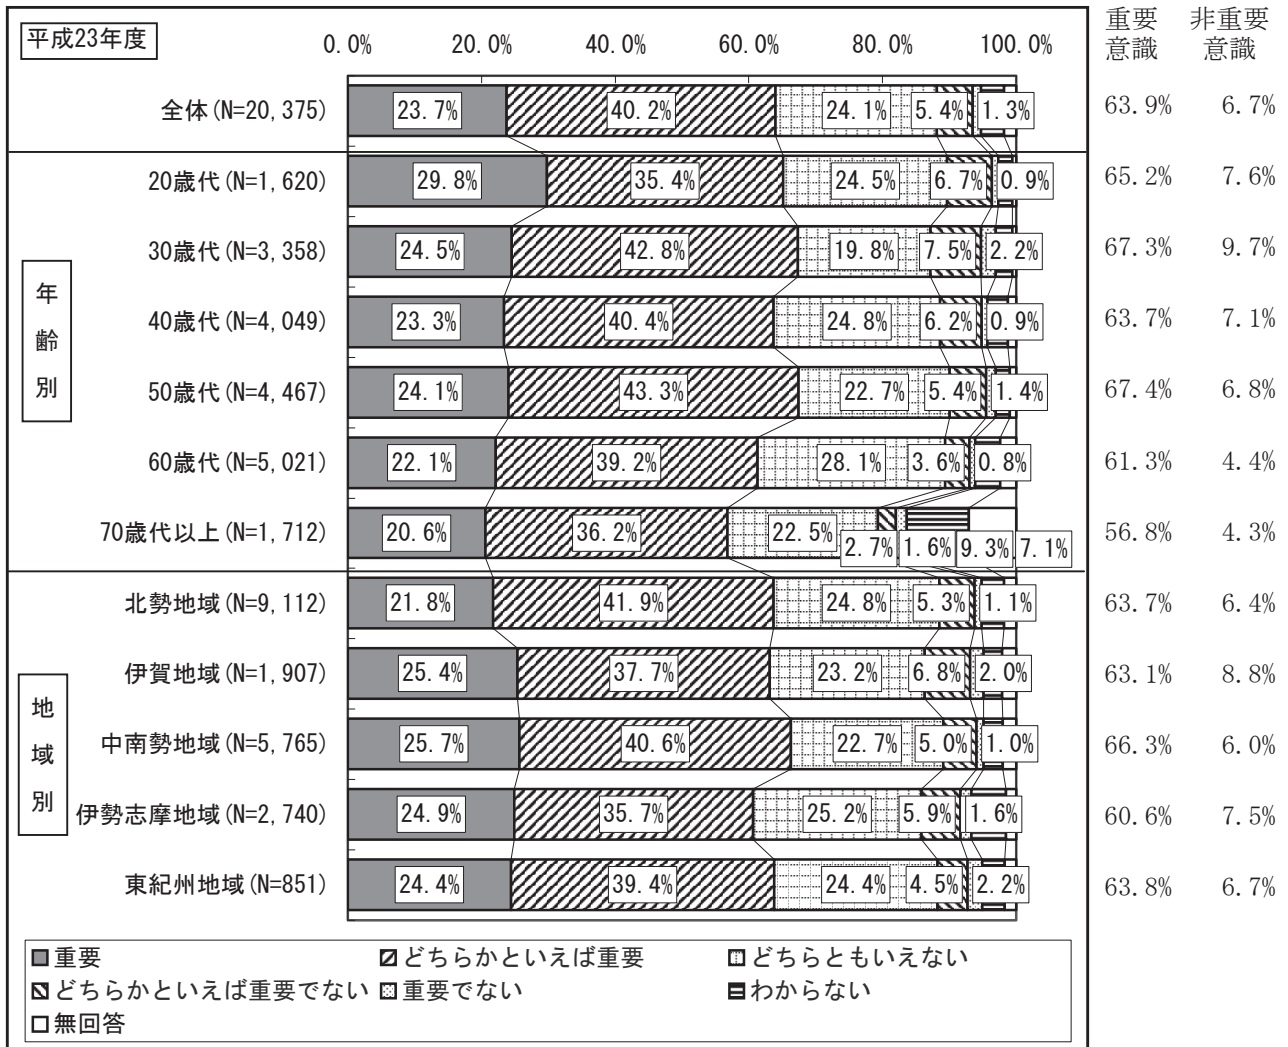 平成23年度
0.0% 20.0% 40.0% 60.0% 80.0% 100.0%
重要意識 非重要意識
全体(N=20,375) 23.7% 40.2% 24.1% 5.4% 1.3% 63.9% 6.7%
年齢別
20歳代(N=1,620) 29.8% 35.4% 24.5% 6.7% 0.9% 65.2% 7.6%
30歳代(N=3,358) 24.5% 42.8% 19.8% 7.5% 2.2% 67.3% 9.7%
40歳代(N=4,049) 23.3% 40.4% 24.8% 6.2% 0.9% 63.7% 7.1%
50歳代(N=4,467) 24.1% 43.3% 22.7% 5.4% 1.4% 67.4% 6.8%
60歳代(N=5,021) 22.1% 39.2% 28.1% 3.6% 0.8% 61.3% 4.4%
70歳代以上(N=1,712) 20.6% 36.2% 22.5% 2.7% 1.6% 9.3% 7.1% 56.8% 4.3%
地域別
北勢地域(N=9,112) 21.8% 41.9% 24.8% 5.3% 1.1% 63.7% 6.4%
伊賀地域(N=1,907) 25.4% 37.7% 23.2% 6.8% 2.0% 63.1% 8.8%
中南勢地域(N=5,765) 25.7% 40.6% 22.7% 5.0% 1.0% 66.3% 6.0%
伊勢志摩地域(N=2,740) 24.9% 35.7% 25.2% 5.9% 1.6% 60.6% 7.5%
東紀州地域(N=851) 24.4% 39.4% 24.4% 4.5% 2.2% 63.8% 6.7%
重要 どちらかといえば重要 どちらともいえない
どちらかといえば重要でない 重要でない わからない
無回答